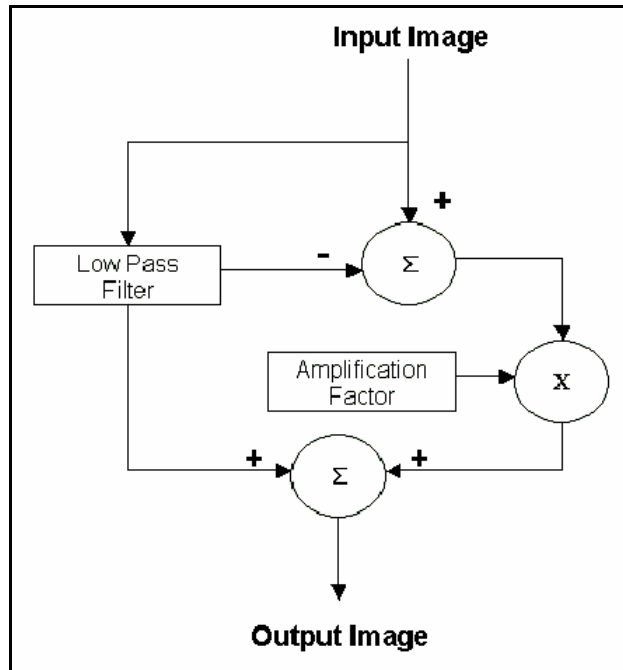 Input Image
+
-
Σ
Low Pass
Filter
Amplification
Factor
X
+
+
Σ
Output Image